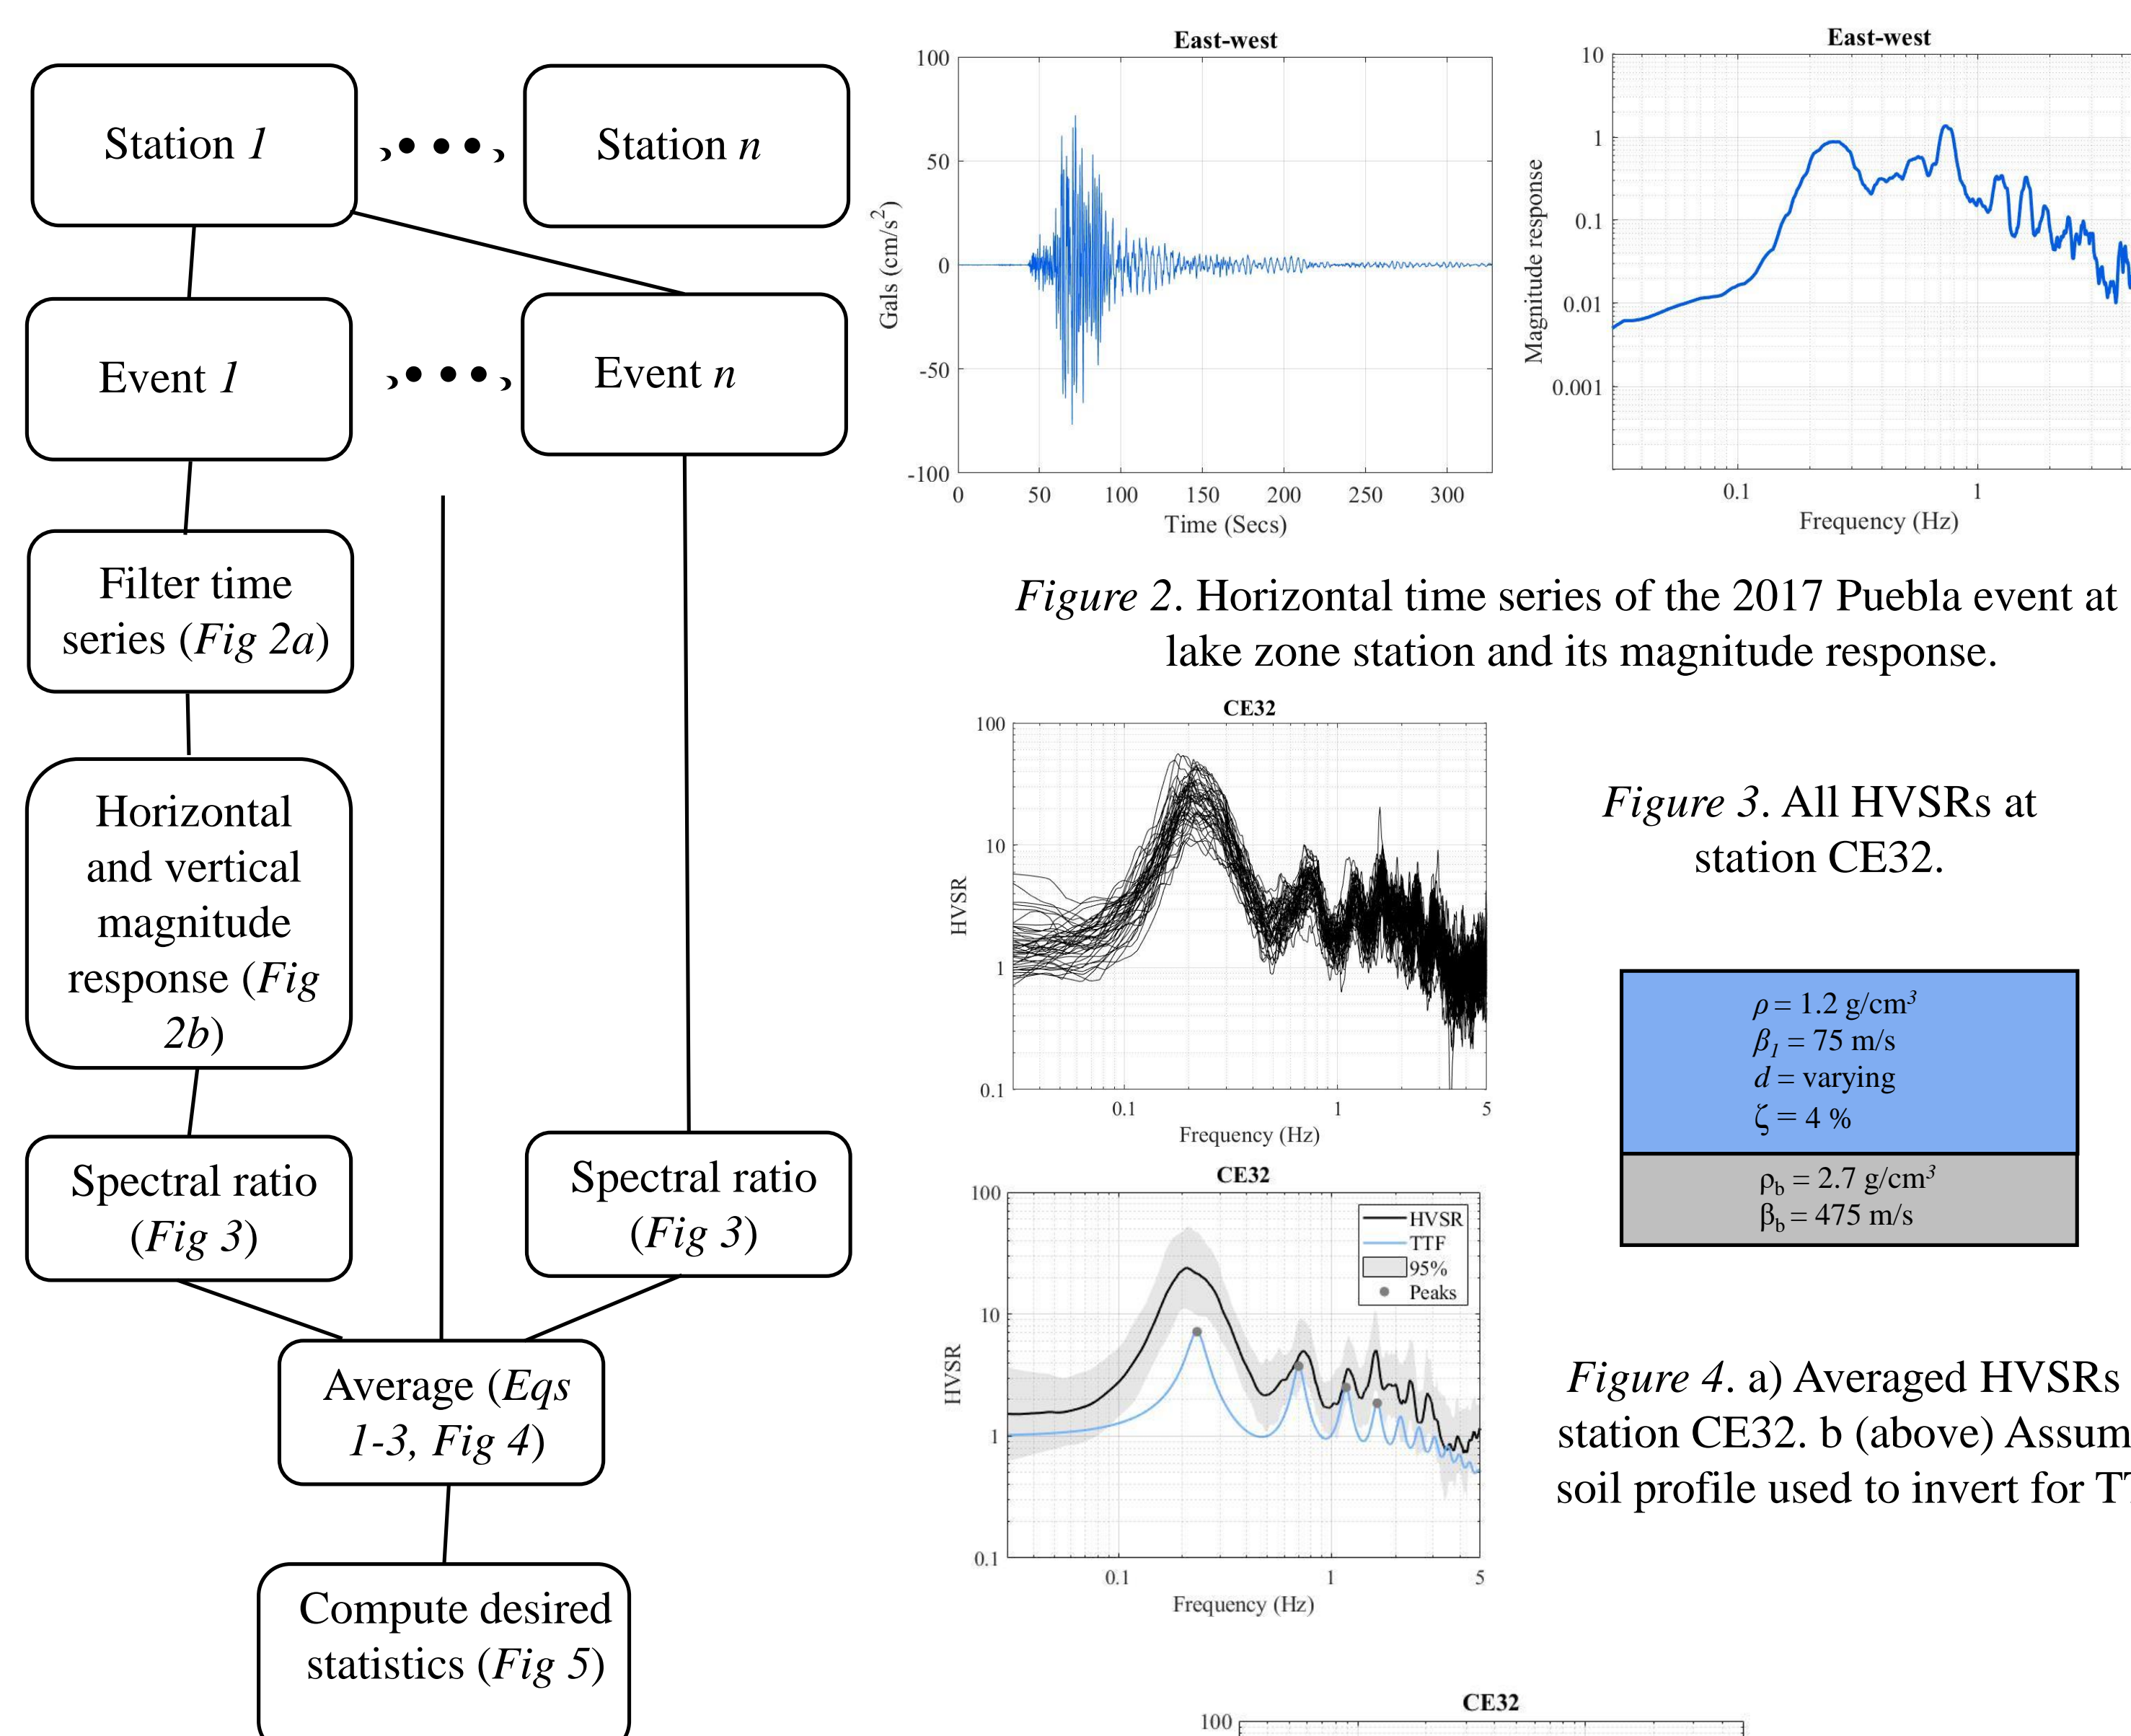 Station 1
Station n
Event 1
Event n
Filter time
series (Fig 2a)
Horizontal
and vertical
magnitude
response (Fig
2b)
Spectral ratio
(Fig 3)
Spectral ratio
(Fig 3)
Average (Eqs
1-3, Fig 4)
Compute desired
statistics (Fig 5)
East-west
100
50
0
-50
-100
Gals (cm/s²)
0 50 100 150 200 250 300
Time (Secs)
East-west
10
1
0.1
0.01
0.001
Magnitude response
0.1 1
Frequency (Hz)
Figure 2. Horizontal time series of the 2017 Puebla event at
lake zone station and its magnitude response.
CE32
100
10
1
0.1
HVSR
0.1 1 5
Frequency (Hz)
Figure 3. All HVSRs at
station CE32.
ρ = 1.2 g/cm³
β₁ = 75 m/s
d = varying
ζ = 4 %
ρb = 2.7 g/cm³
βb = 475 m/s
CE32
100
10
1
0.1
HVSR
HVSR
TTF
95%
Peaks
0.1 1 5
Frequency (Hz)
Figure 4. a) Averaged HVSRs
station CE32. b (above) Assum
soil profile used to invert for
CE32
100